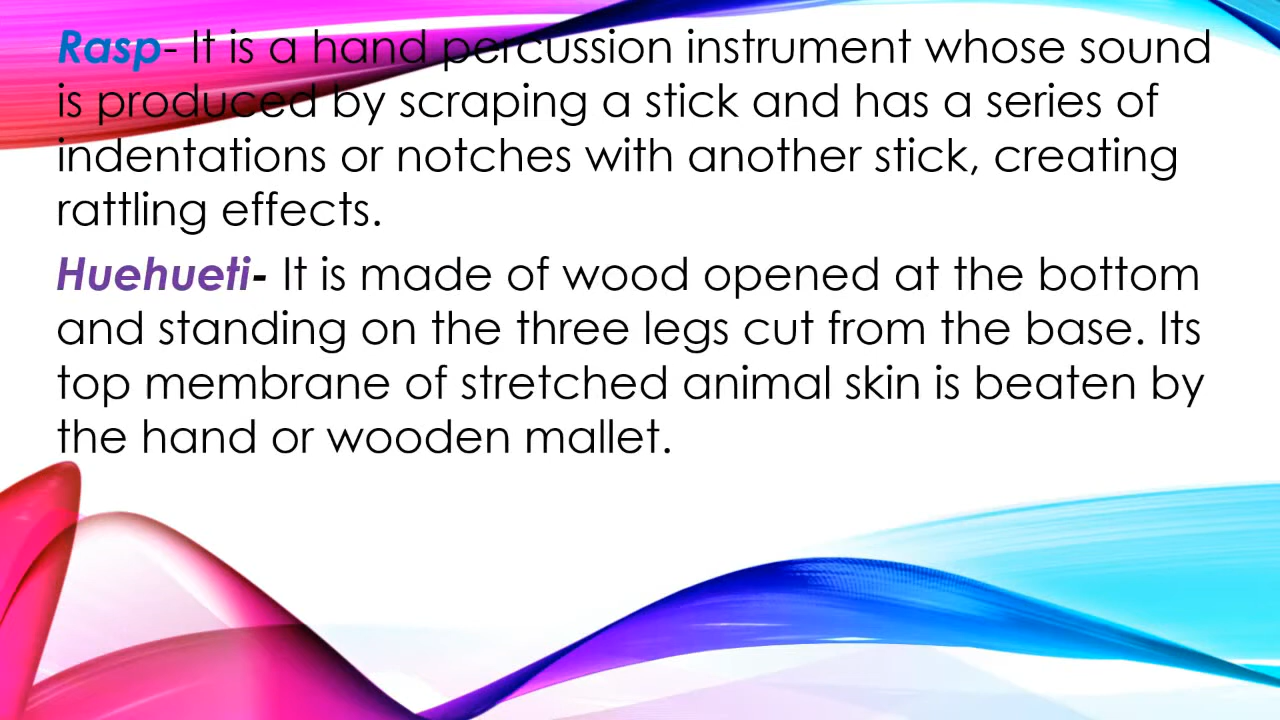 Rasp- It is a hand percussion instrument whose sound
is produced by scraping a stick and has a series of
indentations or notches with another stick, creating
rattling effects.
Huehueti- It is made of wood opened at the bottom
and standing on the three legs cut from the base. Its
top membrane of stretched animal skin is beaten by
the hand or wooden mallet.